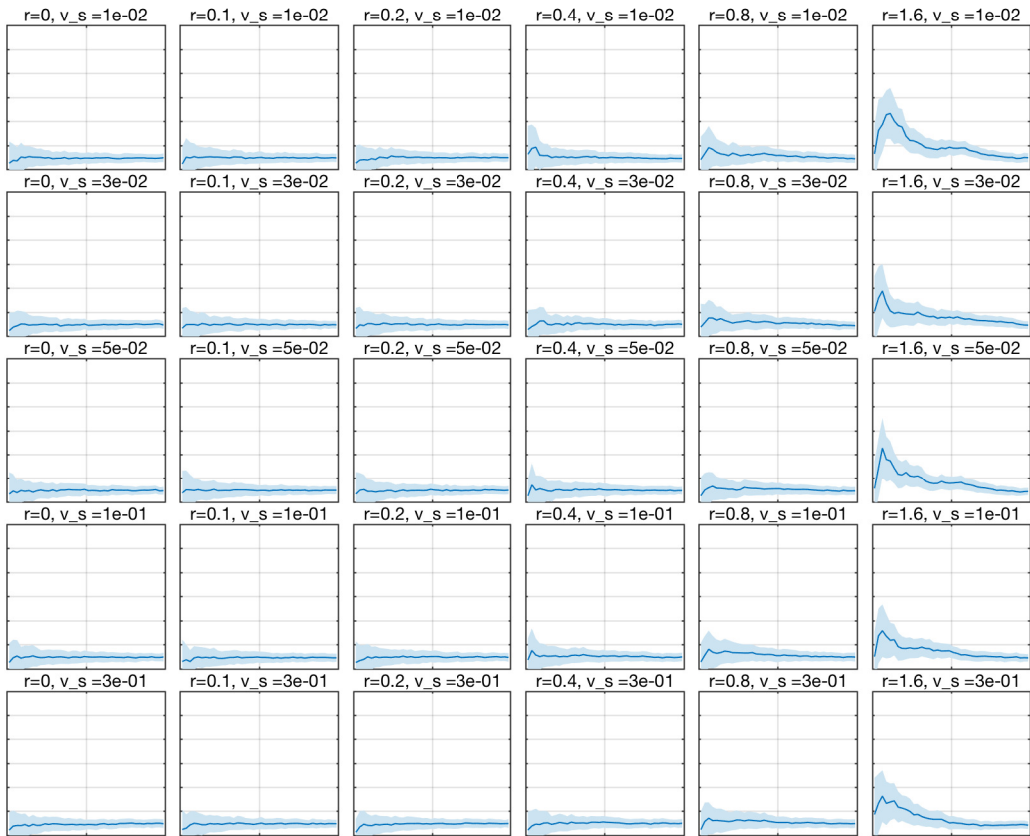 r=0, v_s =1e-02 r=0.1, v_s =1e-02 r=0.2, v_s =1e-02 r=0.4, v_s =1e-02 r=0.8, v_s =1e-02 r=1.6, v_s =1e-02
r=0, v_s =3e-02 r=0.1, v_s =3e-02 r=0.2, v_s =3e-02 r=0.4, v_s =3e-02 r=0.8, v_s =3e-02 r=1.6, v_s =3e-02
r=0, v_s =5e-02 r=0.1, v_s =5e-02 r=0.2, v_s =5e-02 r=0.4, v_s =5e-02 r=0.8, v_s =5e-02 r=1.6, v_s =5e-02
r=0, v_s =1e-01 r=0.1, v_s =1e-01 r=0.2, v_s =1e-01 r=0.4, v_s =1e-01 r=0.8, v_s =1e-01 r=1.6, v_s =1e-01
r=0, v_s =3e-01 r=0.1, v_s =3e-01 r=0.2, v_s =3e-01 r=0.4, v_s =3e-01 r=0.8, v_s =3e-01 r=1.6, v_s =3e-01